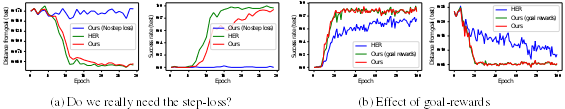 Distance from goal (test)
Ours (No step loss)
HER
Ours
Epoch
Success rate (test)
Ours (No step loss)
HER
Ours
Epoch
Success rate (test)
HER
Ours (goal rewards)
Ours
Epoch
Distance from goal (test)
HER
Ours (goal rewards)
Ours
Epoch
(a) Do we really need the step-loss?
(b) Effect of goal-rewards